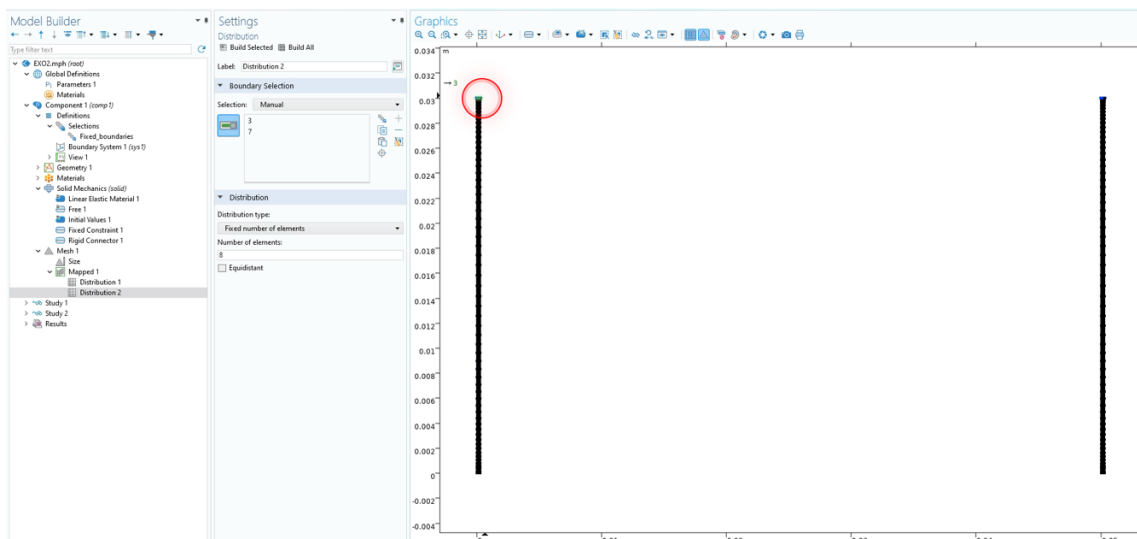 Model Builder
Type filter text
EXO2.mph (root)
Global Definitions
Pi Parameters 1
Materials
Component 1 (comp1)
Definitions
Selections
Fixed_boundaries
Boundary System 1 (sys1)
View 1
Geometry 1
Materials
Solid Mechanics (solid)
Linear Elastic Material 1
Free 1
Initial Values 1
Fixed Constraint 1
Rigid Connector 1
Mesh 1
Size
Mapped 1
Distribution 1
Distribution 2
Study 1
Study 2
Results
Settings
Distribution
Build Selected Build All
Label: Distribution 2
Boundary Selection
Selection: Manual
3
7
Distribution
Distribution type:
Fixed number of elements
Number of elements:
8
Equidistant
Graphics
m
0.034
0.032
3
0.03
0.028
0.026
0.024
0.022
0.02
0.018
0.016
0.014
0.012
0.01
0.008
0.006
0.004
0.002
0
-0.002
-0.004